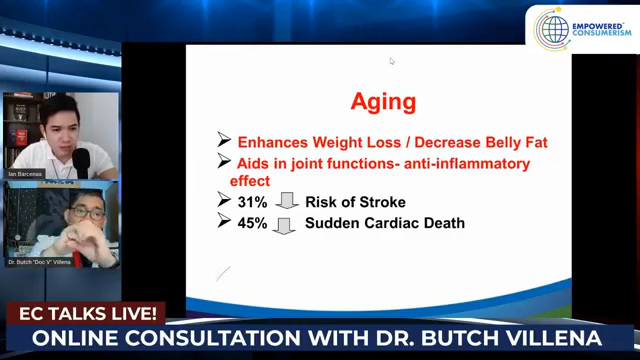 EMPOWERED
CONSUMERISM
Aging
Enhances Weight Loss / Decrease Belly Fat
Aids in joint functions- anti-inflammatory
effect
31% Risk of Stroke
45% Sudden Cardiac Death
Ian Barcenas
Dr. Butch "Doc V" Villena
EC TALKS LIVE!
ONLINE CONSULTATION WITH DR. BUTCH VILLENA